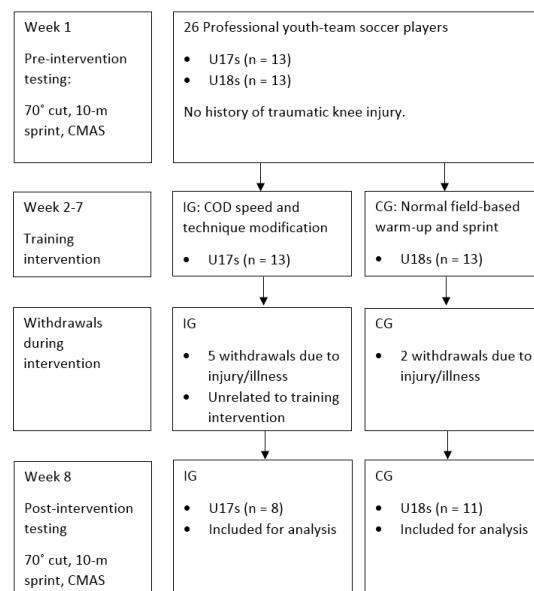 Week 1
Pre-intervention
testing:
70˚ cut, 10-m
sprint, CMAS
26 Professional youth-team soccer players
• U17s (n = 13)
• U18s (n = 13)
No history of traumatic knee injury.
Week 2-7
Training
intervention
IG: COD speed and
technique modification
• U17s (n = 13)
CG: Normal field-based
warm-up and sprint
• U18s (n = 13)
Withdrawals
during
intervention
IG
• 5 withdrawals due to
injury/illness
• Unrelated to training
intervention
CG
• 2 withdrawals due to
injury/illness
Week 8
Post-intervention
testing
70˚ cut, 10-m
sprint, CMAS
IG
• U17s (n = 8)
• Included for analysis
CG
• U18s (n = 11)
• Included for analysis